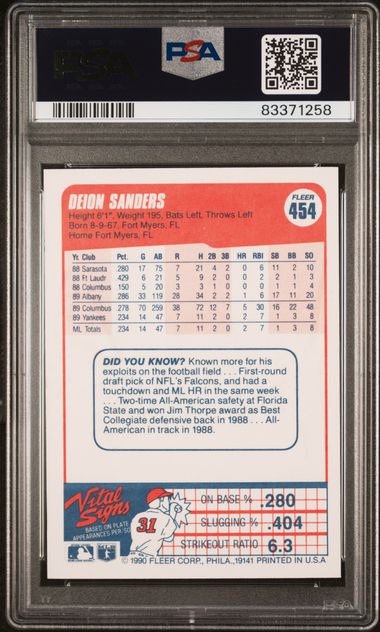 PSA
PSA
83371258
DEION SANDERS
FLEER
454
Height 6'1", Weight 195, Bats Left, Throws Left
Born 8-9-67, Fort Myers, FL
Home Fort Myers, FL
Yr. Club Pct. G AB R H 2B 3B HR RBI SB BB SO
88 Sarasota 280 17 75 7 21 4 2 0 6 11 2 10
88 Ft Laudr 429 6 21 5 9 0 2 0 2 2 1 3
88 Columbus 150 5 20 3 3 1 0 0 0 1 1 4
89 Albany 286 33 119 28 34 2 2 1 6 17 11 20
89 Columbus 278 70 259 38 72 12 7 5 30 16 22 48
89 Yankees 234 14 47 7 11 2 0 2 7 1 3 8
ML Totals 234 14 47 7 11 2 0 2 7 1 3 8
DID YOU KNOW? Known more for his
exploits on the football field . . . First-round
draft pick of NFL's Falcons, and had a
touchdown and ML HR in the same week
. . . Two-time All-American safety at Florida
State and won Jim Thorpe award as Best
Collegiate defensive back in 1988 . . . All-
American in track in 1988.
Vital
Signs
BASED ON PLATE
APPEARANCES PER/SO
31
ON BASE % .280
SLUGGING % .404
STRIKEOUT RATIO 6.3
© 1990 FLEER CORP., PHILA., 19141 PRINTED IN U.S.A